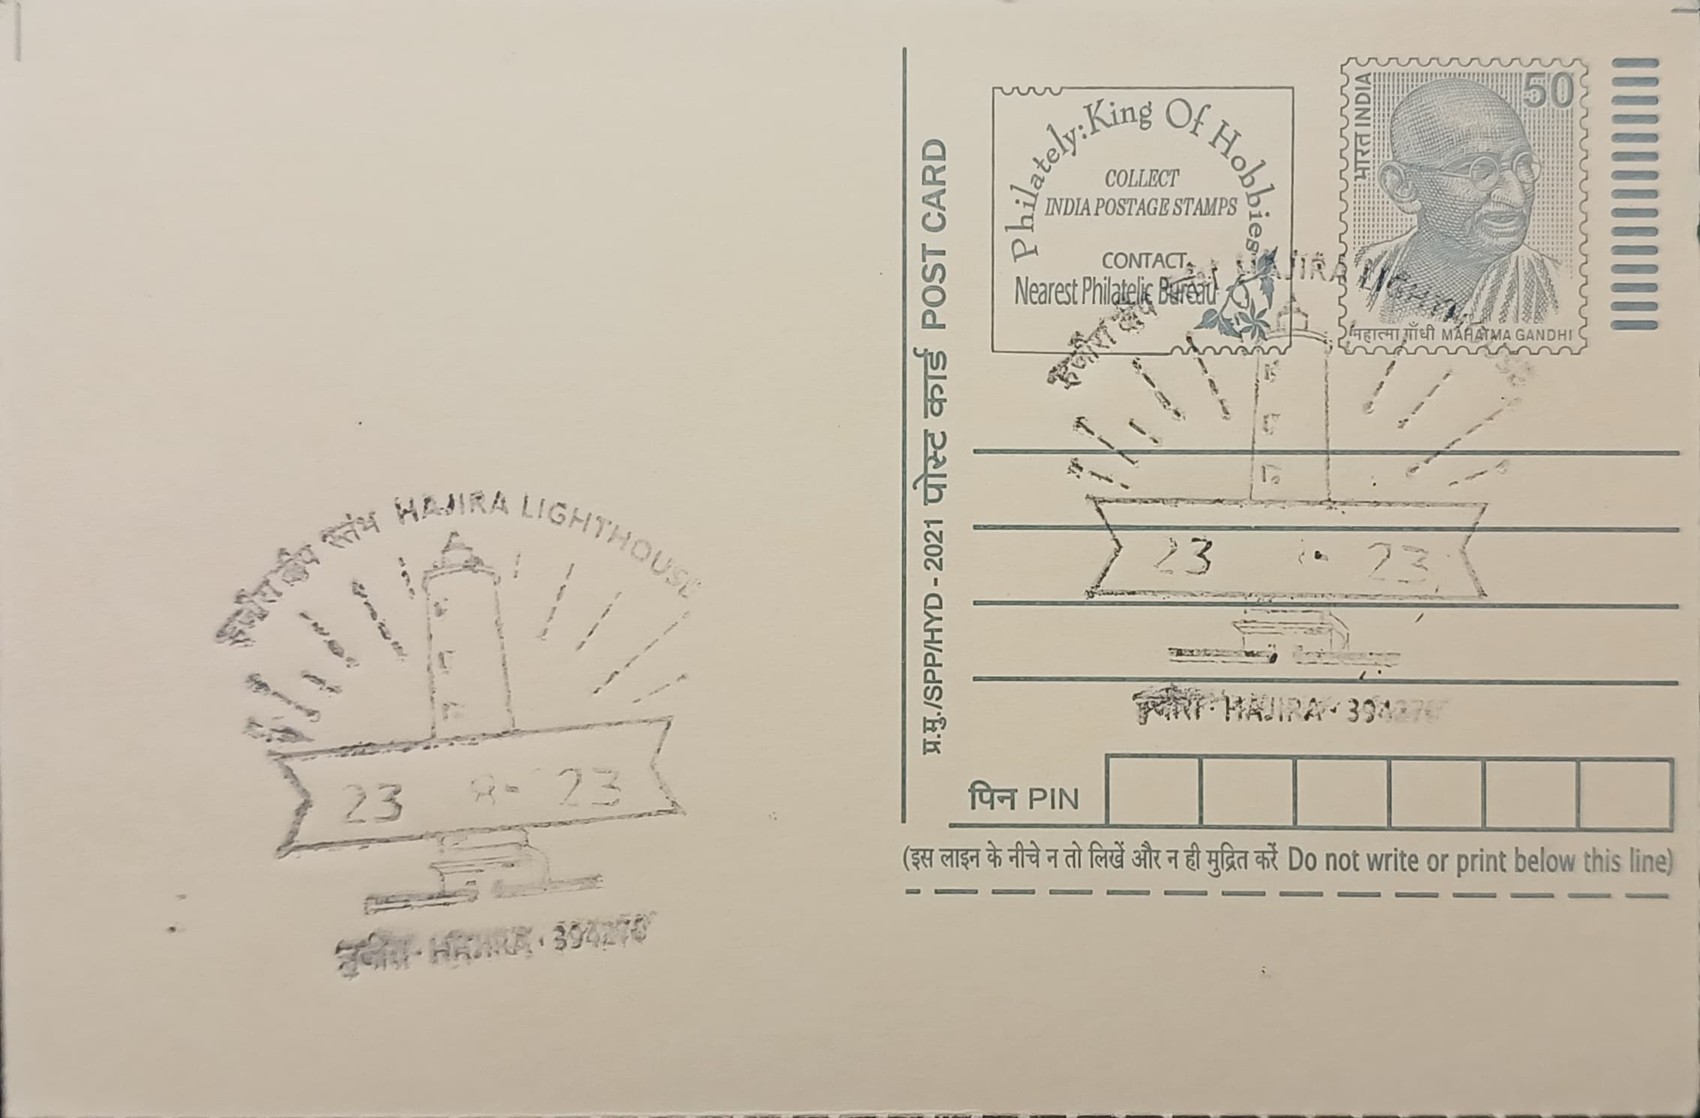 हजीरा दीप स्तंभ HAJIRA LIGHTHOUSE
23 8 - 23
हजीरा · HAJIRA · 394270
प्र.मु./SPP/HYD - 2021 पोस्ट कार्ड POST CARD
Philately: King Of Hobbies
COLLECT
INDIA POSTAGE STAMPS
CONTACT
Nearest Philatelic Bureau
भारत INDIA
50
महात्मा गाँधी MAHATMA GANDHI
हजीरा दीप HAJIRA LIGHTHOUSE
23 23
हजीरा · HAJIRA · 394270
पिन PIN
(इस लाइन के नीचे न तो लिखें और न ही मुद्रित करें Do not write or print below this line)